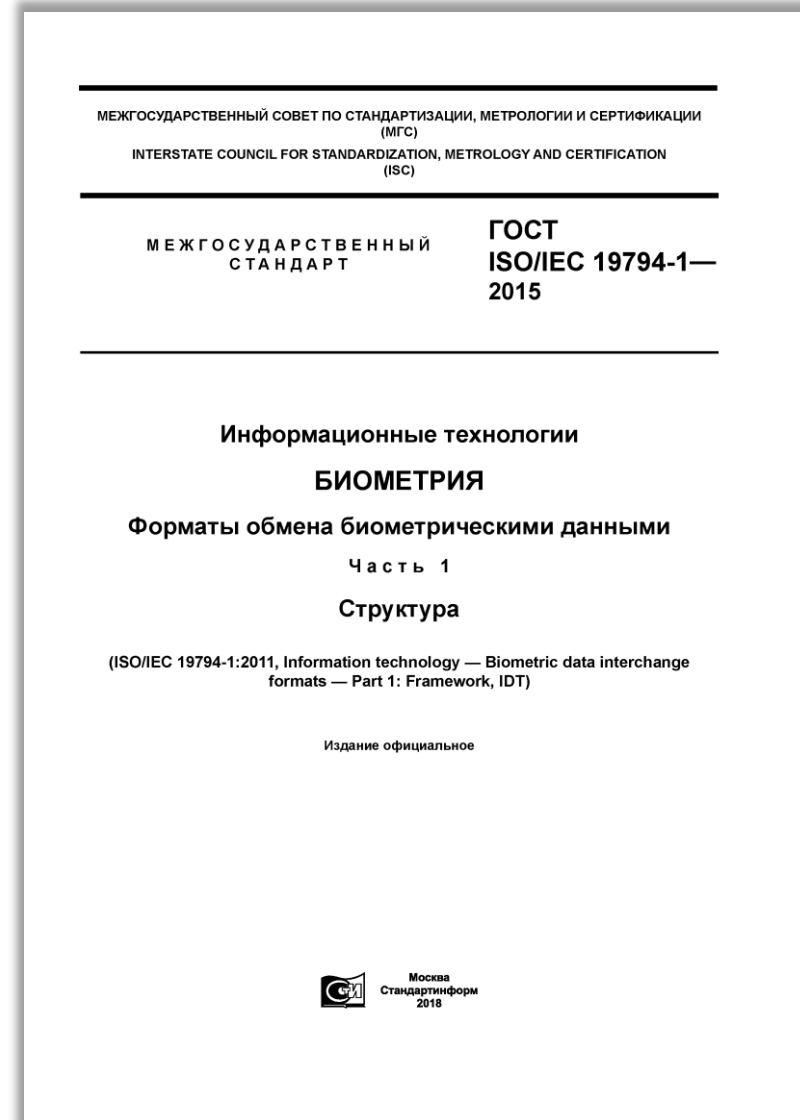 МЕЖГОСУДАРСТВЕННЫЙ СОВЕТ ПО СТАНДАРТИЗАЦИИ, МЕТРОЛОГИИ И СЕРТИФИКАЦИИ
(МГС)
INTERSTATE COUNCIL FOR STANDARDIZATION, METROLOGY AND CERTIFICATION
(ISC)
МЕЖГОСУДАРСТВЕННЫЙ
СТАНДАРТ
ГОСТ
ISO/IEC 19794-1—
2015
Информационные технологии
БИОМЕТРИЯ
Форматы обмена биометрическими данными
Часть 1
Структура
(ISO/IEC 19794-1:2011, Information technology — Biometric data interchange
formats — Part 1: Framework, IDT)
Издание официальное
Москва
Стандартинформ
2018